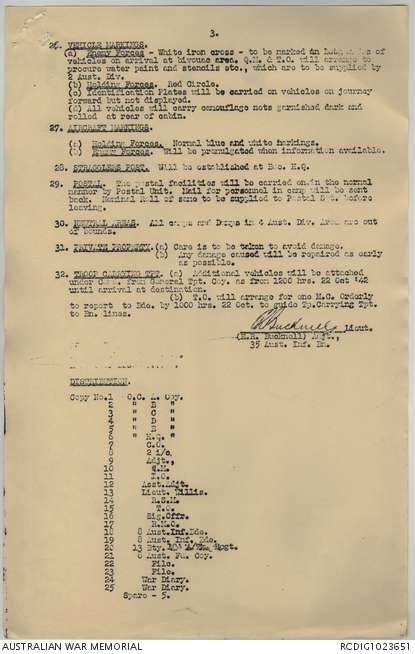 3.
26. VEHICLE MARKINGS.
(a) Enemy Forces - White iron cross - to be marked on both sides of
vehicles on arrival at bivouac area. Q.M. & T.O. will arrange to
procure water paint and stencils etc., which are to be supplied by
2 Aust. Div.
(b) Holding Forces. Red Circle.
(c) Identification Plates will be carried on vehicles on journey
forward but not displayed.
(d) All vehicles will carry camouflage nets garnished dark and
rolled at rear of cabin.
27. AIRCRAFT MARKINGS.
(a) Holding Forces. Normal blue and white markings.
(b) Enemy Forces. Will be promulgated when information available.
28. STRAGGLERS POST. Will be established at Bde. H.Q.
29. POSTAL. The postal facilities will be carried on in the normal
manner by Postal Unit. Mail for personnel in camp will be sent
back. Nominal Roll of same to be supplied to Postal Sgt. before
leaving.
30. NEUTRAL AREAS. All camps and Dumps in 4 Aust. Div. Area are out
of bounds.
31. PRIVATE PROPERTY. (a) Care is to be taken to avoid damage.
(b) Any damage caused will be repaired as early
as possible.
32. TROOP CARRYING TPT. (a) Additional vehicles will be attached
under Comd. from General Tpt. Coy. as from 1200 hrs. 22 Oct '42
until arrival at destination.
(b) T.O. will arrange for one M.C. Orderly
to report to Bde. by 1000 hrs. 22 Oct. to guide Tp. Carrying Tpt.
to Bn. lines.
Bucknell Lieut.
Bucknell) Adjt.,
35 Aust. Inf. Bn.
DISTRIBUTION.
Copy No.1 O.C. A Coy.
2 " B "
3 " C "
4 " D "
5 " E "
6 H.Q.
7 C.O.
8 2 i/c.
9 Adjt.,
10 Q.M.
11 I.O.
12 Asst.Adjt.
13 Lieut. Willis.
14 R.S.M.
15 T.O.
16 Sig.Offr.
17 R.M.O.
18 8 Aust.Inf.Bde.
19 8 Aust. Inf. Bde.
20 13 Bty. Regt.
21 8 Aust. Fd. Coy.
22 File.
23 File.
24 War Diary.
25 War Diary.
Spare - 5.
AUSTRALIAN WAR MEMORIAL
RCDIG1023651